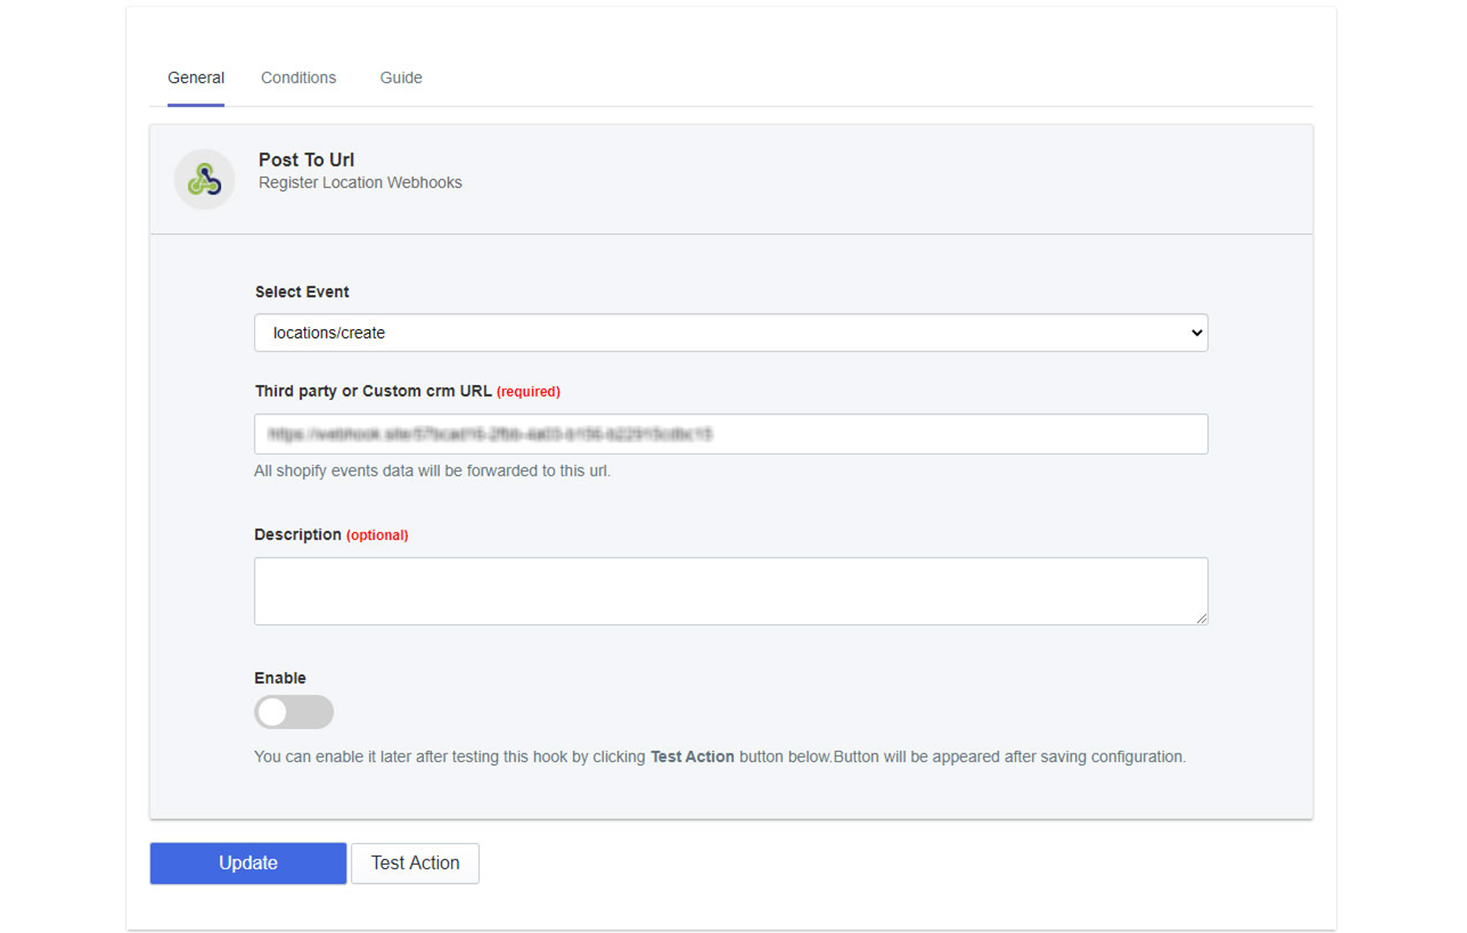 General Conditions Guide
Post To Url
Register Location Webhooks
Select Event
locations/create
Third party or Custom crm URL (required)
All shopify events data will be forwarded to this url.
Description (optional)
Enable
You can enable it later after testing this hook by clicking Test Action button below.Button will be appeared after saving configuration.
Update Test Action